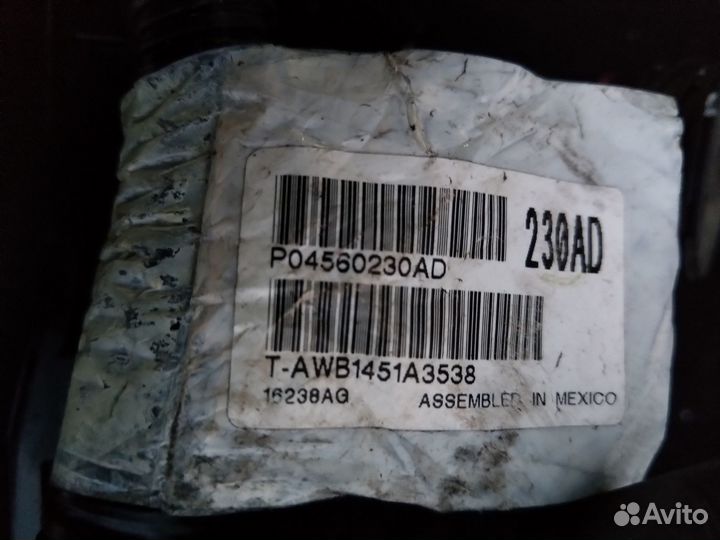 230AD
P04560230AD
T-AWB1451A3538
16238AG ASSEMBLED IN MEXICO
Avito